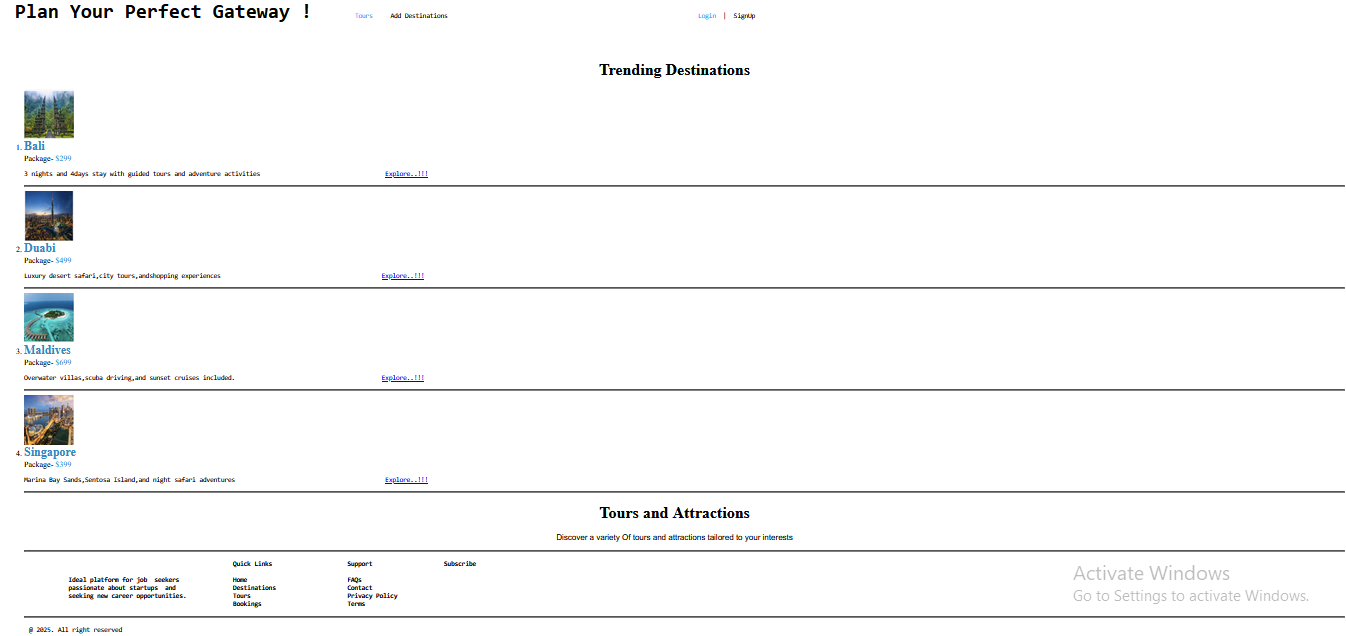 Plan Your Perfect Gateway ! Tours Add Destinations Login | SignUp
Trending Destinations
1. Bali
Package- $299
3 nights and 4days stay with guided tours and adventure activities Explore..!!!
2. Duabi
Package- $499
Luxury desert safari,city tours,andshopping experiences Explore..!!!
3. Maldives
Package- $699
Overwater villas,scuba driving,and sunset cruises included. Explore..!!!
4. Singapore
Package- $399
Marina Bay Sands,Sentosa Island,and night safari adventures Explore..!!!
Tours and Attractions
Discover a variety Of tours and attractions tailored to your interests
Quick Links Support Subscribe
Ideal platform for job seekers Home FAQs
passionate about startups and Destinations Contact
seeking new career opportunities. Tours Privacy Policy
Bookings Terms
Activate Windows
Go to Settings to activate Windows.
@ 2025. All right reserved